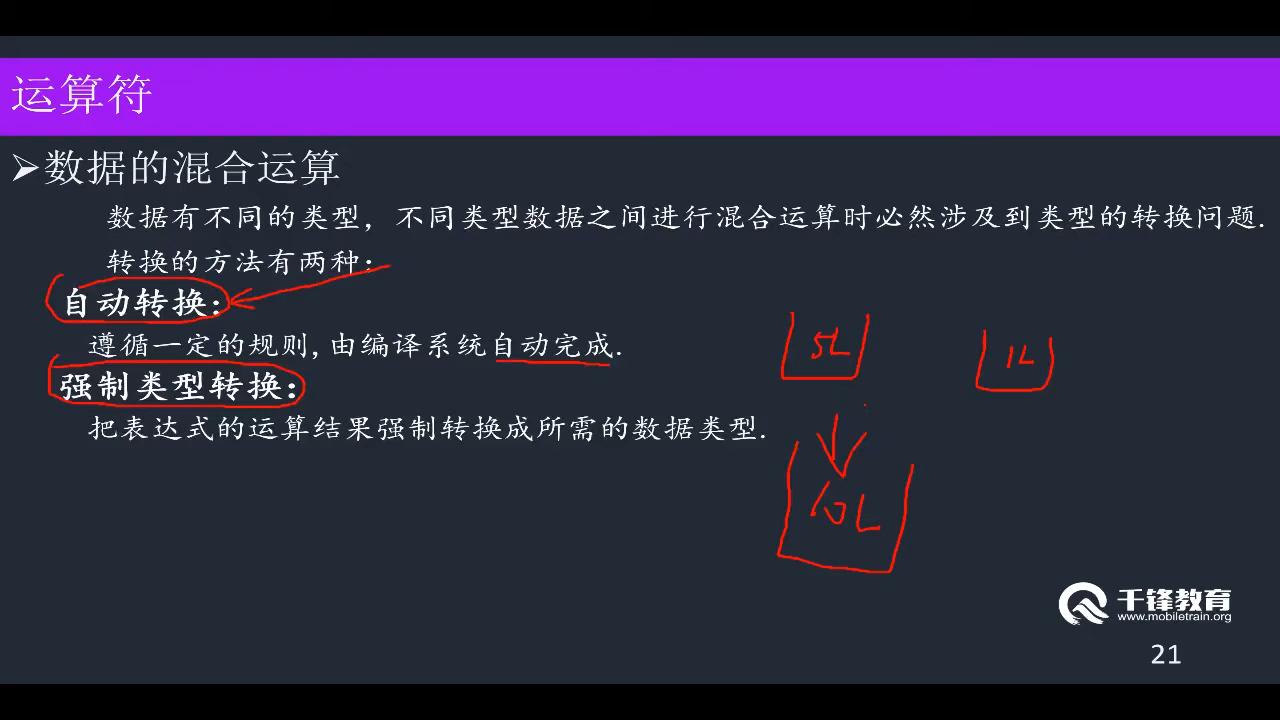 运算符
➢数据的混合运算
数据有不同的类型，不同类型数据之间进行混合运算时必然涉及到类型的转换问题.
转换的方法有两种：
自动转换：
遵循一定的规则,由编译系统自动完成.
强制类型转换：
把表达式的运算结果强制转换成所需的数据类型.
5L
1L
10L
千锋教育
www.mobiletrain.org
21